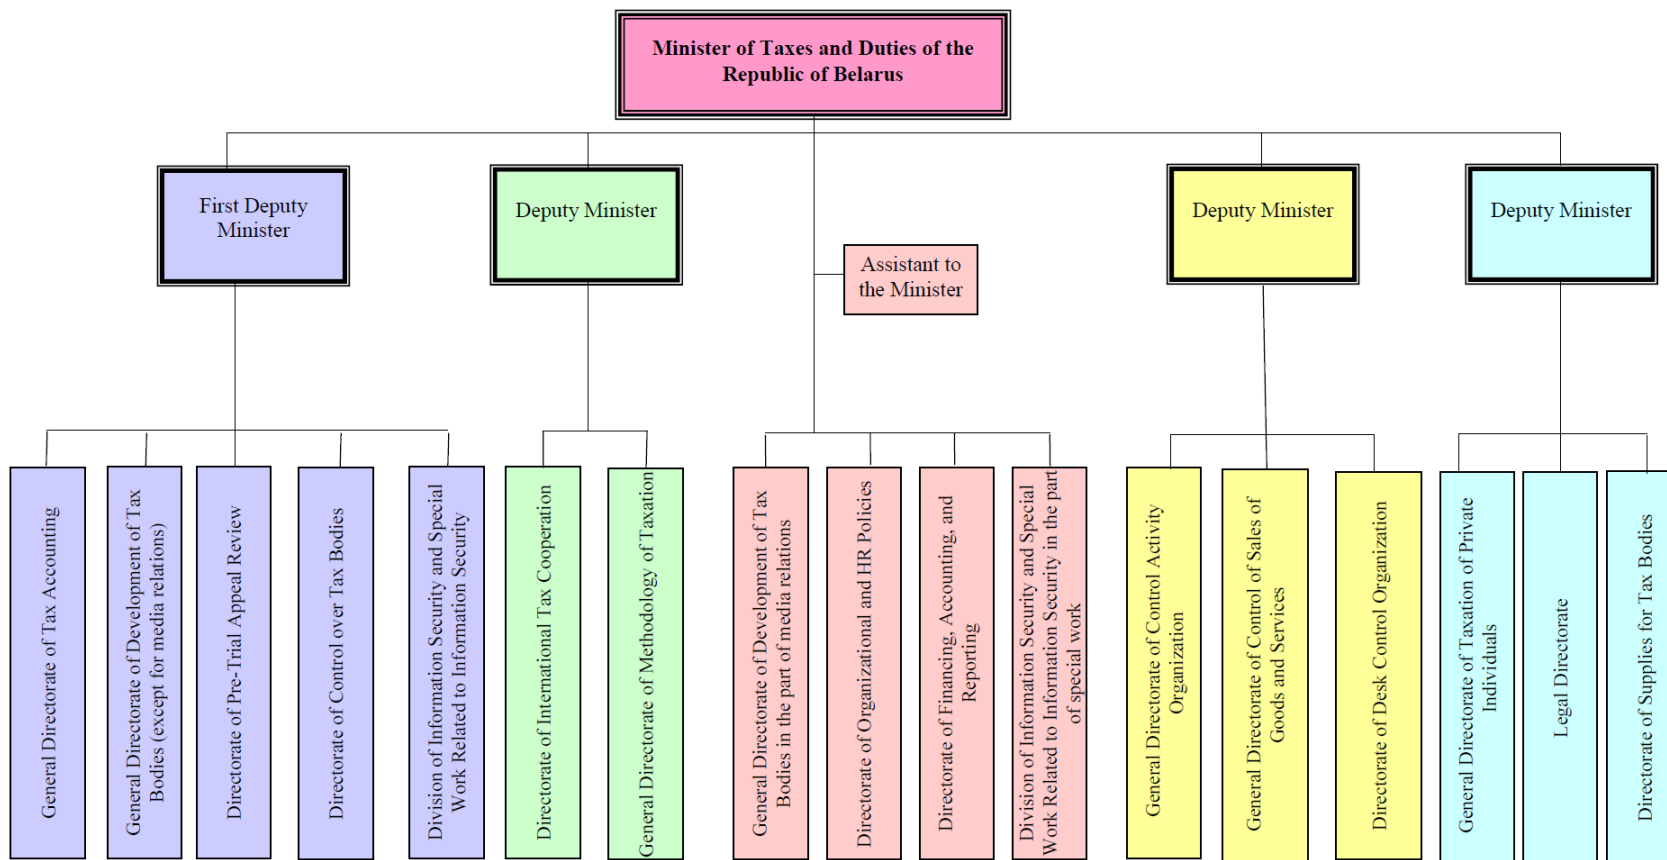 Minister of Taxes and Duties of the
Republic of Belarus
First Deputy
Minister
Deputy Minister
Assistant to
the Minister
Deputy Minister
Deputy Minister
General Directorate of Tax Accounting
General Directorate of Development of Tax
Bodies (except for media relations)
Directorate of Pre-Trial Appeal Review
Directorate of Control over Tax Bodies
Division of Information Security and Special
Work Related to Information Security
Directorate of International Tax Cooperation
General Directorate of Methodology of Taxation
General Directorate of Development of Tax
Bodies in the part of media relations
Directorate of Organizational and HR Policies
Directorate of Financing, Accounting, and
Reporting
Division of Information Security and Special
Work Related to Information Security in the part
of special work
General Directorate of Control Activity
Organization
General Directorate of Control of Sales of
Goods and Services
Directorate of Desk Control Organization
General Directorate of Taxation of Private
Individuals
Legal Directorate
Directorate of Supplies for Tax Bodies